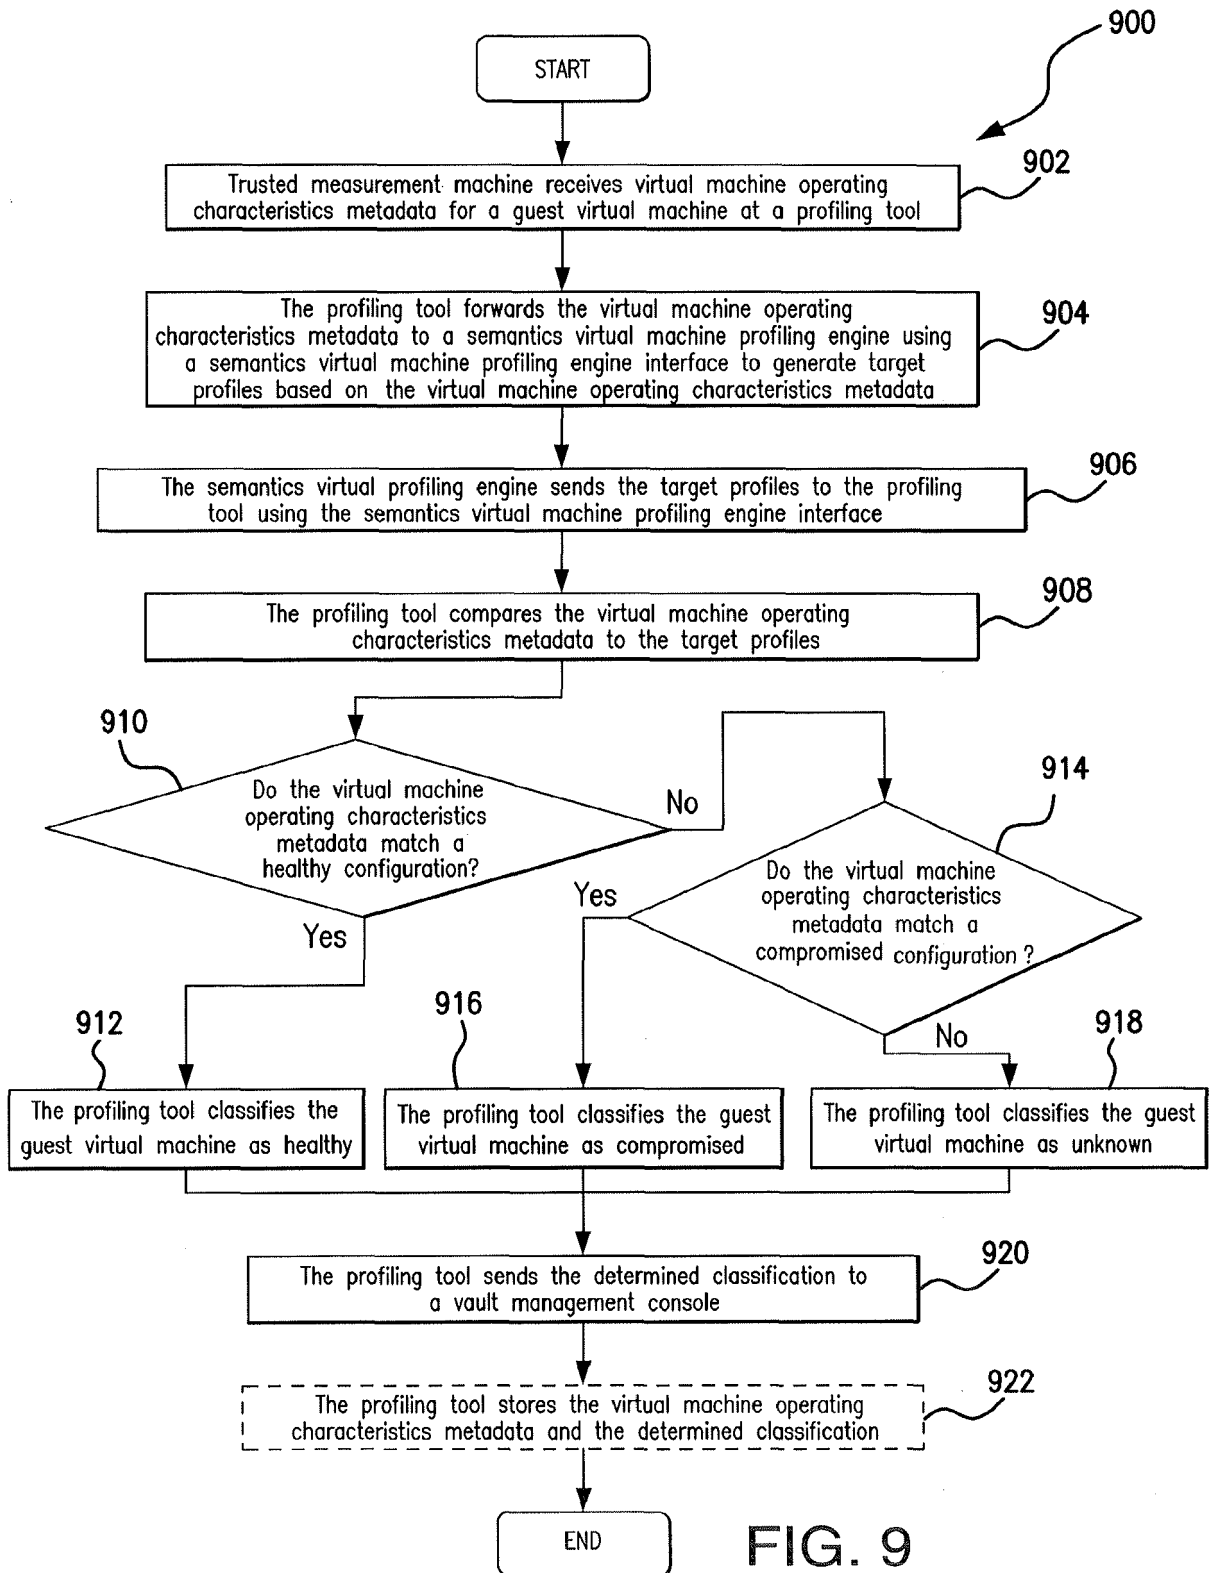 900
START
902
Trusted measurement machine receives virtual machine operating
characteristics metadata for a guest virtual machine at a profiling tool
904
The profiling tool forwards the virtual machine operating
characteristics metadata to a semantics virtual machine profiling engine using
a semantics virtual machine profiling engine interface to generate target
profiles based on the virtual machine operating characteristics metadata
906
The semantics virtual profiling engine sends the target profiles to the profiling
tool using the semantics virtual machine profiling engine interface
908
The profiling tool compares the virtual machine operating
characteristics metadata to the target profiles
910
Do the virtual machine
operating characteristics
metadata match a
healthy configuration?
No
Yes
914
Do the virtual machine
operating characteristics
metadata match a
compromised configuration ?
Yes
No
912
The profiling tool classifies the
guest virtual machine as healthy
916
The profiling tool classifies the guest
virtual machine as compromised
918
The profiling tool classifies the guest
virtual machine as unknown
920
The profiling tool sends the determined classification to
a vault management console
922
The profiling tool stores the virtual machine operating
characteristics metadata and the determined classification
END
FIG. 9